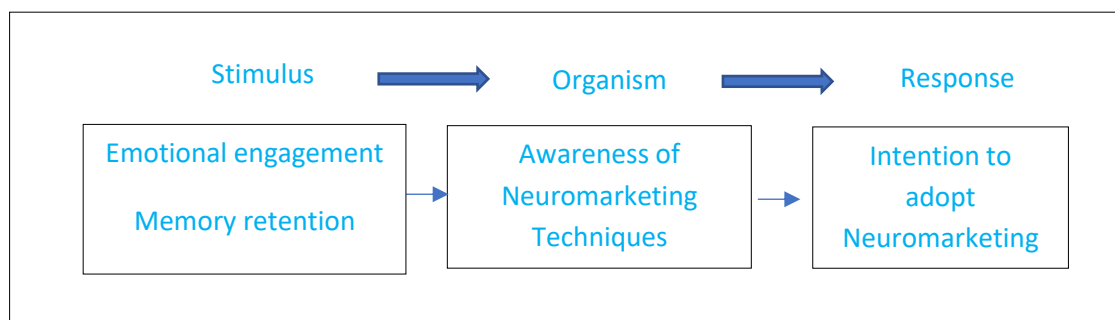 Stimulus
Organism
Response
Emotional engagement
Memory retention
Awareness of
Neuromarketing
Techniques
Intention to
adopt
Neuromarketing